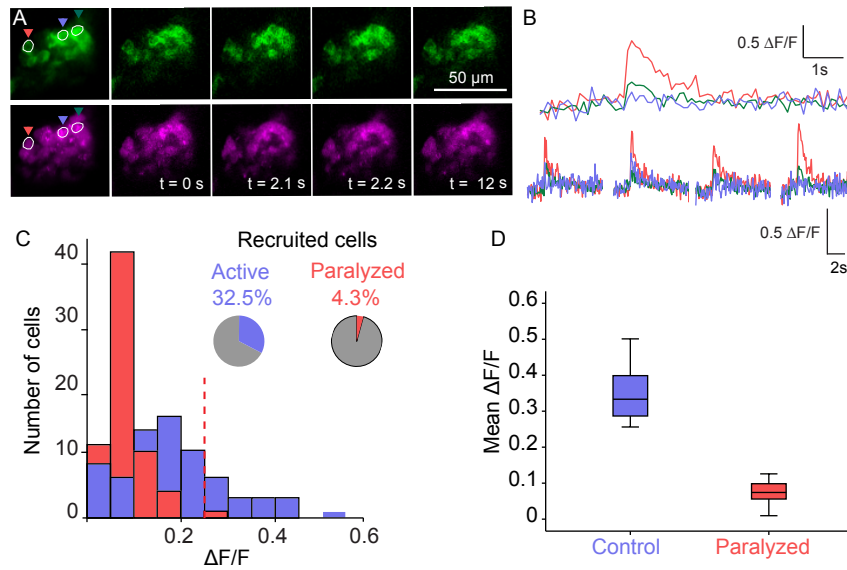 A
50 µm
t = 0 s
t = 2.1 s
t = 2.2 s
t = 12 s
B
0.5 ΔF/F
1s
0.5 ΔF/F
2s
C
Recruited cells
Active
32.5%
Paralyzed
4.3%
Number of cells
40
30
20
10
0
0.2
0.4
0.6
ΔF/F
D
Mean ΔF/F
0.6
0.5
0.4
0.3
0.2
0.1
0
Control
Paralyzed